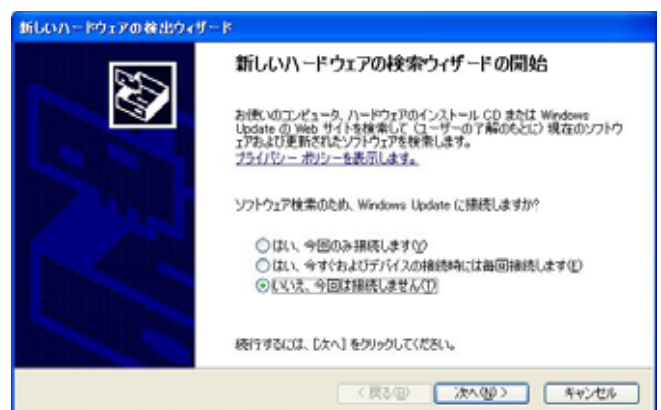 新しいハードウェアの検出ウィザード
新しいハードウェアの検索ウィザードの開始
お使いのコンピュータ、ハードウェアのインストール CD または Windows
Update の Web サイトを検索して (ユーザーの了解のもとに) 現在のソフトウ
ェアおよび更新されたソフトウェアを検索します。
プライバシー ポリシーを表示します。
ソフトウェア検索のため、Windows Update に接続しますか?
はい、今回のみ接続します(Y)
はい、今すぐおよびデバイスの接続時には毎回接続します(E)
いいえ、今回は接続しません(T)
続行するには、[次へ] をクリックしてください。
< 戻る(B) 次へ(N) > キャンセル